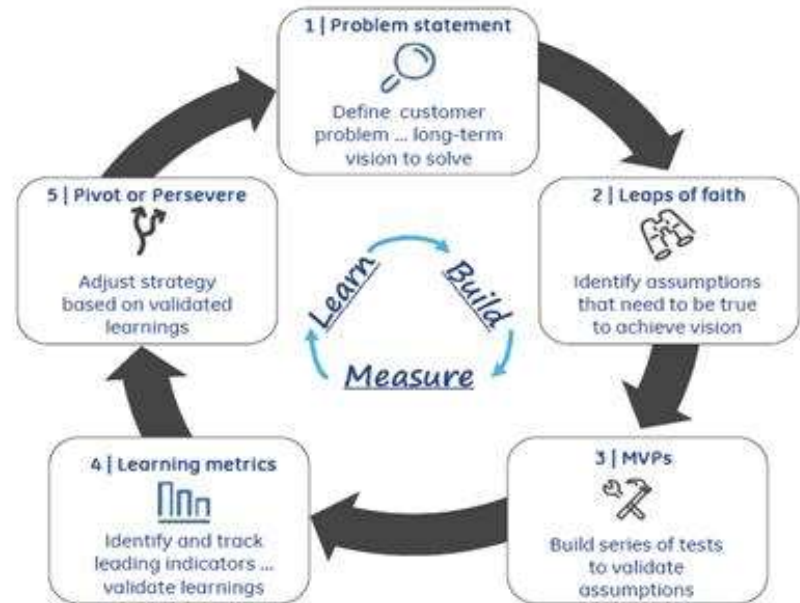 1 | Problem statement
Define customer
problem ... long-term
vision to solve
2 | Leaps of faith
Identify assumptions
that need to be true
to achieve vision
3 | MVPs
Build series of tests
to validate
assumptions
4 | Learning metrics
Identify and track
leading indicators ...
validate learnings
5 | Pivot or Persevere
Adjust strategy
based on validated
learnings
Learn
Build
Measure